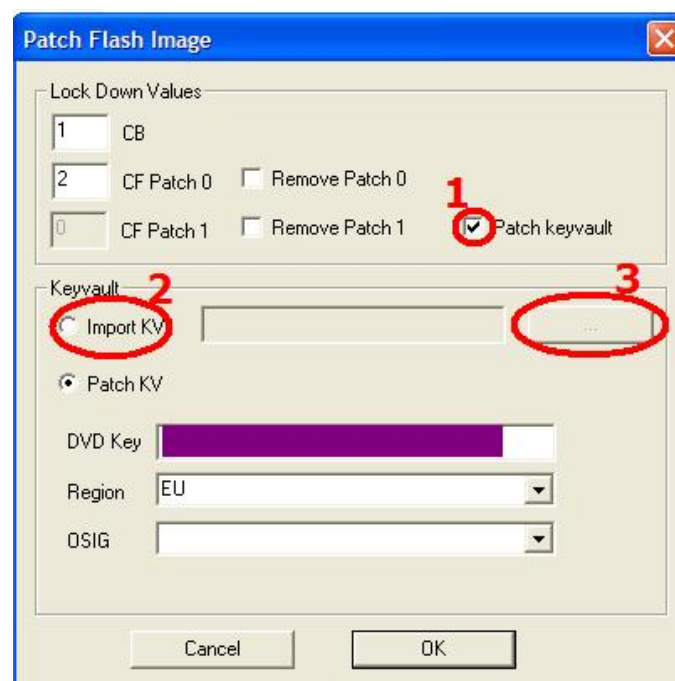 Patch Flash Image
Lock Down Values
1 CB
2 CF Patch 0 Remove Patch 0
0 CF Patch 1 Remove Patch 1 1 Patch keyvault
Keyvault 2 3
Import KV ...
Patch KV
DVD Key
Region EU
OSIG
Cancel OK